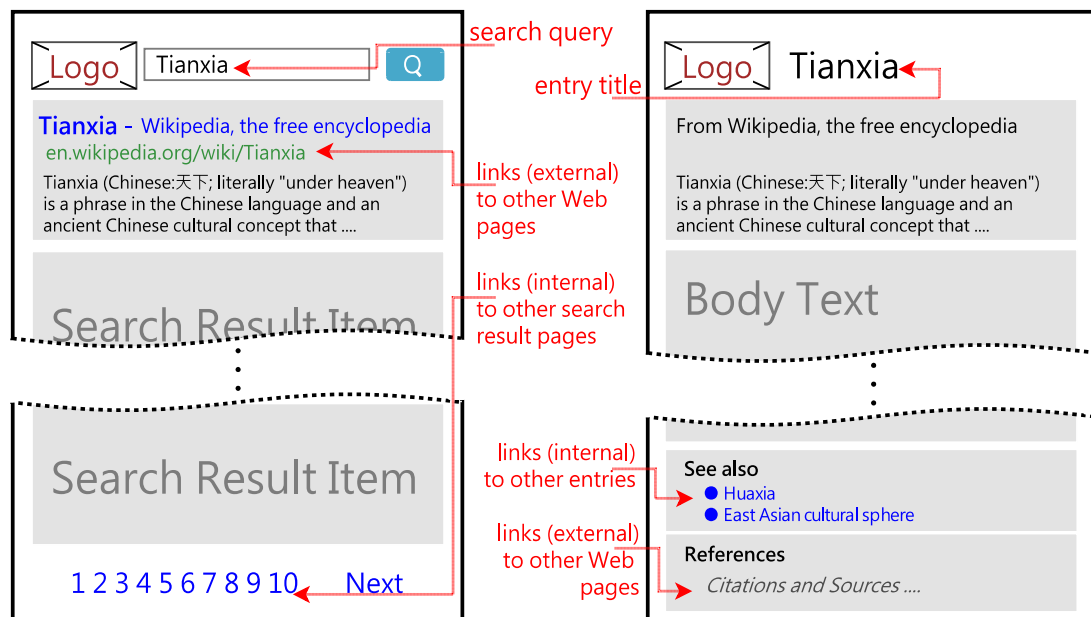 Logo
Tianxia
Q
Tianxia - Wikipedia, the free encyclopedia
en.wikipedia.org/wiki/Tianxia
Tianxia (Chinese:天下; literally "under heaven")
is a phrase in the Chinese language and an
ancient Chinese cultural concept that ....
Search Result Item
Search Result Item
1 2 3 4 5 6 7 8 9 10 Next
search query
entry title
links (external)
to other Web
pages
links (internal)
to other search
result pages
links (internal)
to other entries
links (external)
to other Web
pages
Logo
Tianxia
From Wikipedia, the free encyclopedia
Tianxia (Chinese:天下; literally "under heaven")
is a phrase in the Chinese language and an
ancient Chinese cultural concept that ....
Body Text
See also
Huaxia
East Asian cultural sphere
References
Citations and Sources ....